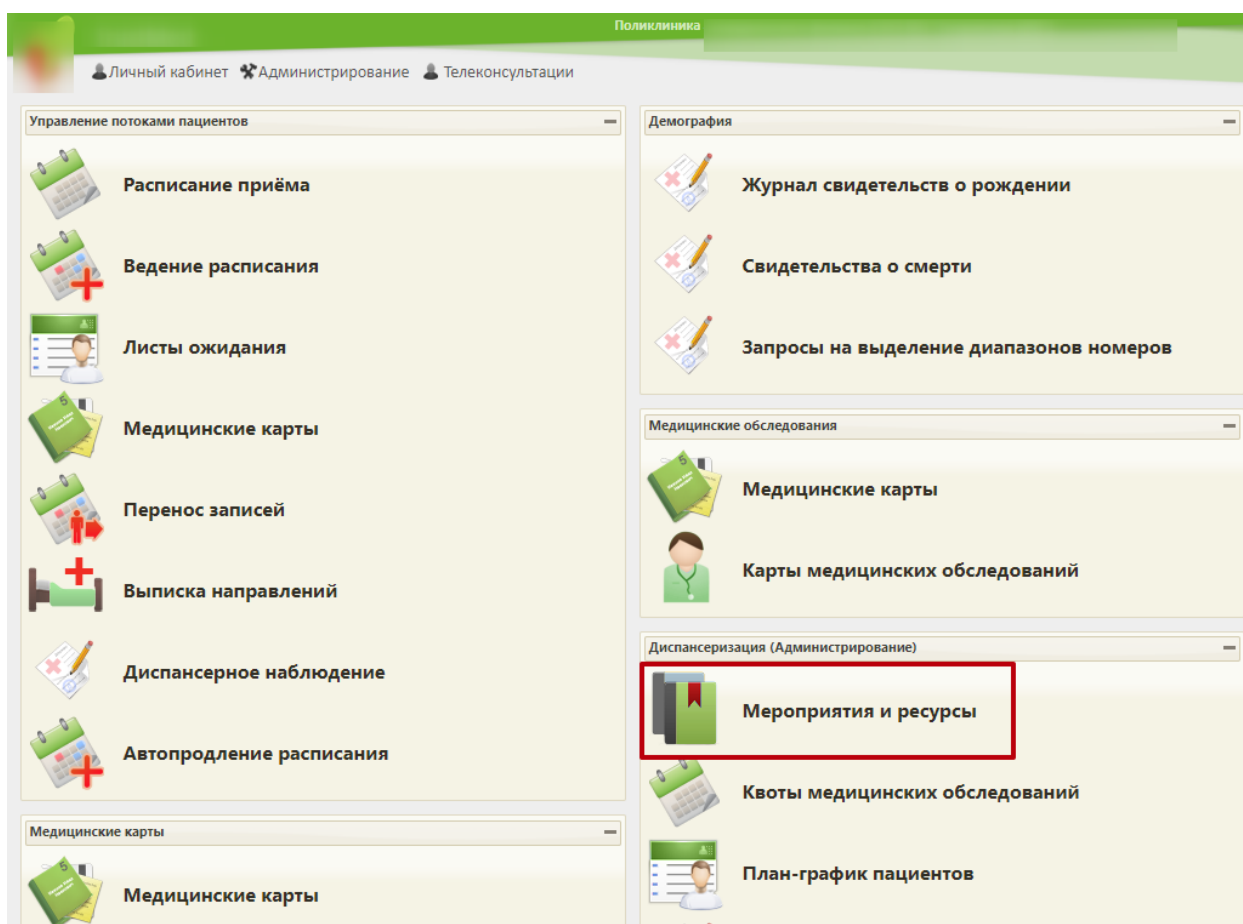 Поликлиника
Личный кабинет Администрирование Телеконсультации
Управление потоками пациентов
Расписание приёма
Ведение расписания
Листы ожидания
Медицинские карты
Перенос записей
Выписка направлений
Диспансерное наблюдение
Автопродление расписания
Медицинские карты
Медицинские карты
Демография
Журнал свидетельств о рождении
Свидетельства о смерти
Запросы на выделение диапазонов номеров
Медицинские обследования
Медицинские карты
Карты медицинских обследований
Диспансеризация (Администрирование)
Мероприятия и ресурсы
Квоты медицинских обследований
План-график пациентов